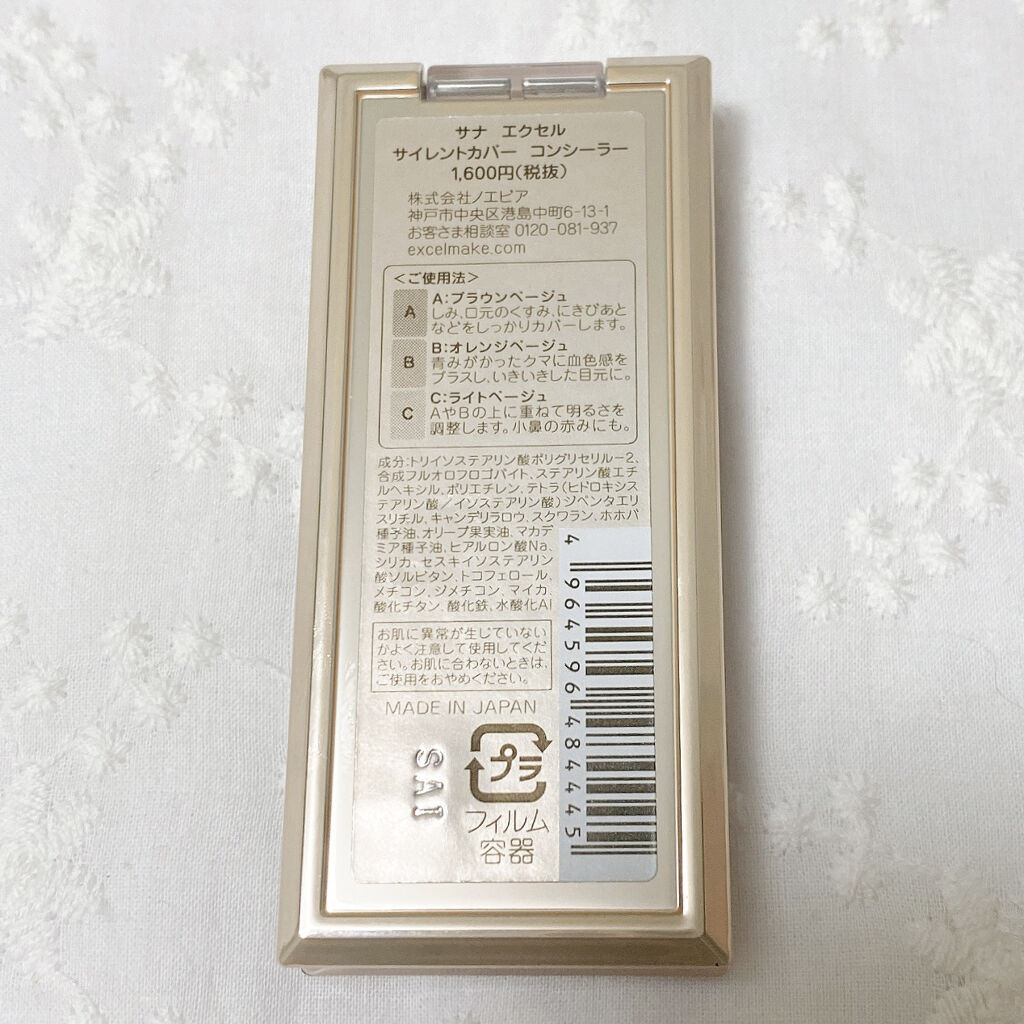 サナ エクセル
サイレントカバー コンシーラー
1,600円(税抜)
株式会社ノエビア
神戸市中央区港島中町6-13-1
お客さま相談室 0120-081-937
excelmake.com
＜ご使用法＞
A
A:ブラウンベージュ
しみ、口元のくすみ、にきびあと
などをしっかりカバーします。
B
B:オレンジベージュ
青みがかったクマに血色感を
プラスし、いきいきした目元に。
C
C:ライトベージュ
AやBの上に重ねて明るさを
調整します。小鼻の赤みにも。
成分:トリイソステアリン酸ポリグリセリル-2、
合成フルオロフロゴパイト、ステアリン酸エチ
ルヘキシル、ポリエチレン、テトラ(ヒドロキシス
テアリン酸／イソステアリン酸)ジペンタエリ
スリチル、キャンデリラロウ、スクワラン、ホホバ
種子油、オリーブ果実油、マカデ
ミア種子油、ヒアルロン酸Na、
シリカ、セスキイソステアリン
酸ソルビタン、トコフェロール、
メチコン、ジメチコン、マイカ、
酸化チタン、酸化鉄、水酸化Al
お肌に異常が生じていない
かよく注意して使用してくだ
さい。お肌に合わないときは、
ご使用をおやめください。
MADE IN JAPAN
SAI
プラ
フィルム
容器
4964596484445